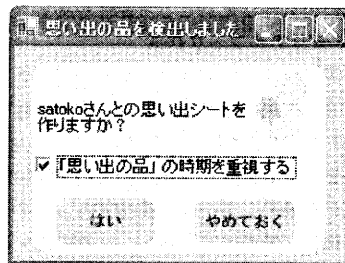 思い出の品を検出しました
satokoさんとの思い出シートを
作りますか？
「思い出の品」の時期を重視する
はい
やめておく